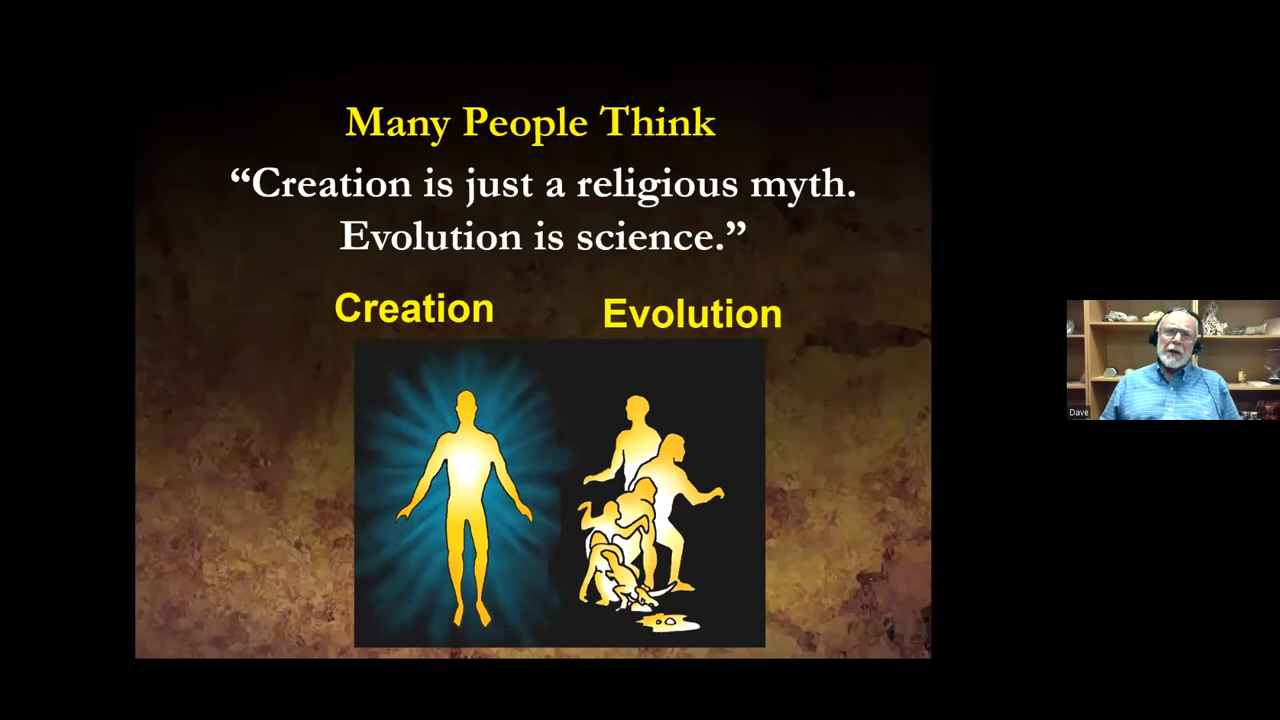 Many People Think
“Creation is just a religious myth.
Evolution is science.”
Creation
Evolution
Dave